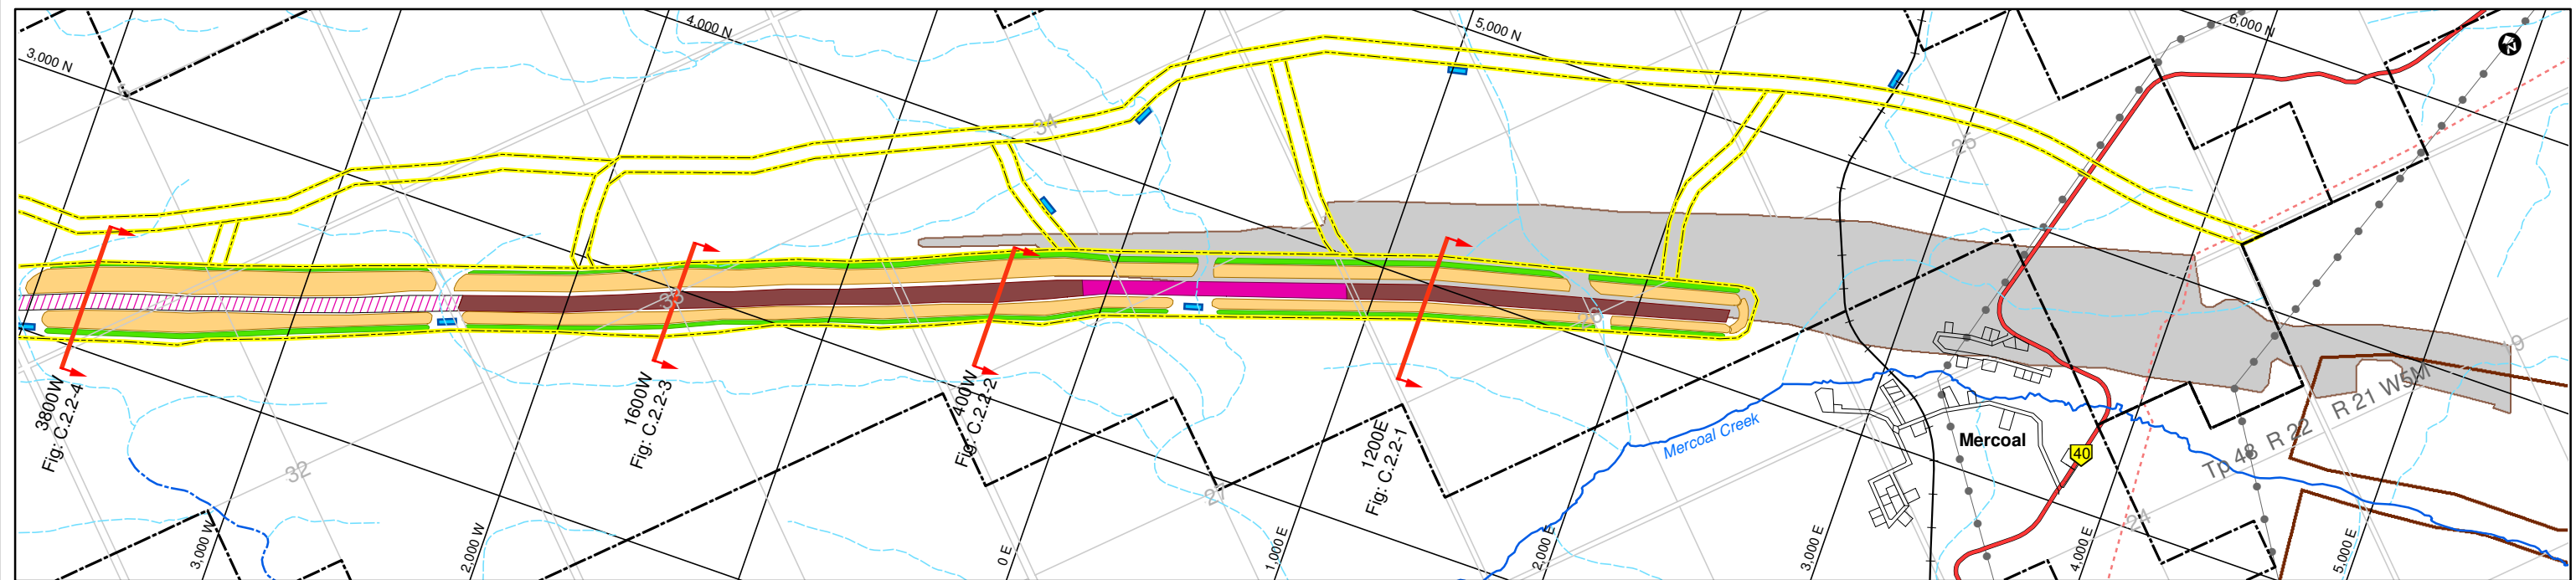 3,000 N
4,000 N
5,000 N
6,000 N
34
25
33
26
19
3800W
Fig: C.2.2-4
1600W
Fig: C.2.2-3
400W
Fig: C.2.2-2
1200E
Fig: C.2.2-1
32
27
Mercoal Creek
Mercoal
40
Tp 48 R 22 R 21 W5M
24
3,000 W
2,000 W
0 E
1,000 E
2,000 E
3,000 E
4,000 E
5,000 E